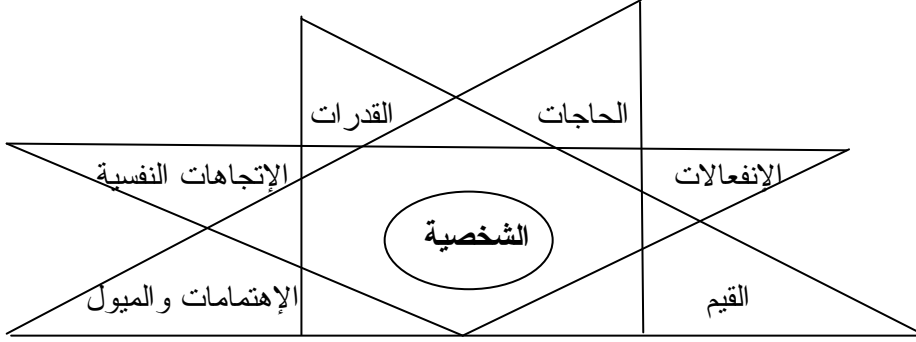 القدرات
الحاجات
الإتجاهات النفسية
الإنفعالات
الشخصية
الإهتمامات والميول
القيم